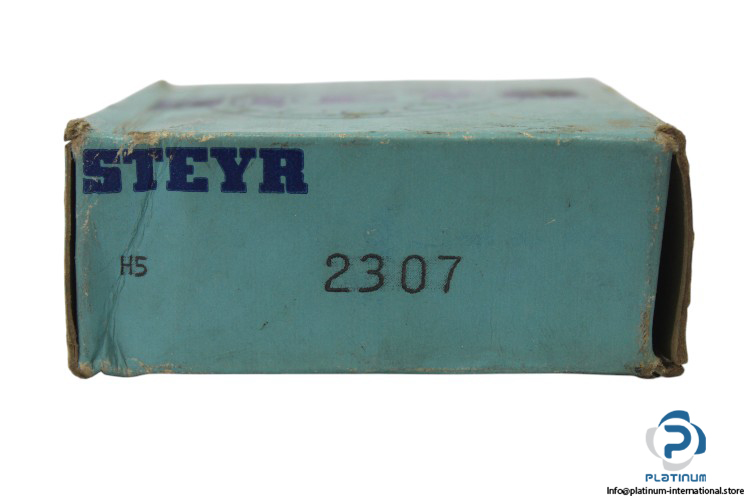 STEYR
H5 2307
PLATINUM
Info@platinum-international.store